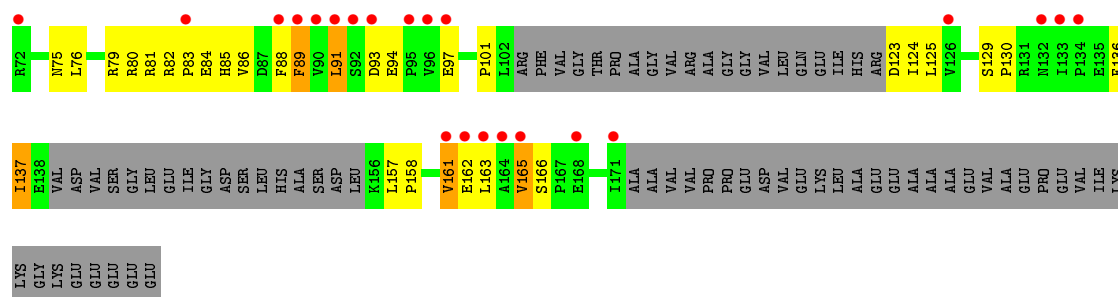 R72 N75 L76 R79 R80 R81 R82 P83 E84 H85 V86 D87 F88 F89 V90 L91 S92 D93 E94 P95 V96 E97 P101 L102 ARG PHE VAL GLY THR PRO ALA GLY VAL ARG ALA GLY GLY VAL LEU GLN GLU ILE HIS ARG D123 I124 L125 V126 S129 P130 R131 N132 I133 P134 E135
I137 E138 VAL ASP VAL SER GLY LEU GLU ILE GLY ASP SER LEU HIS ALA SER ASP LEU K156 L157 P158 V161 E162 L163 A164 V165 S166 P167 E168 I171 ALA ALA VAL VAL PRO PRO GLU ASP VAL GLU LYS LEU ALA GLU GLU ALA ALA ALA GLU VAL ALA GLU PRO GLU VAL ILE LYS
LYS GLY LYS GLU GLU GLU GLU GLU